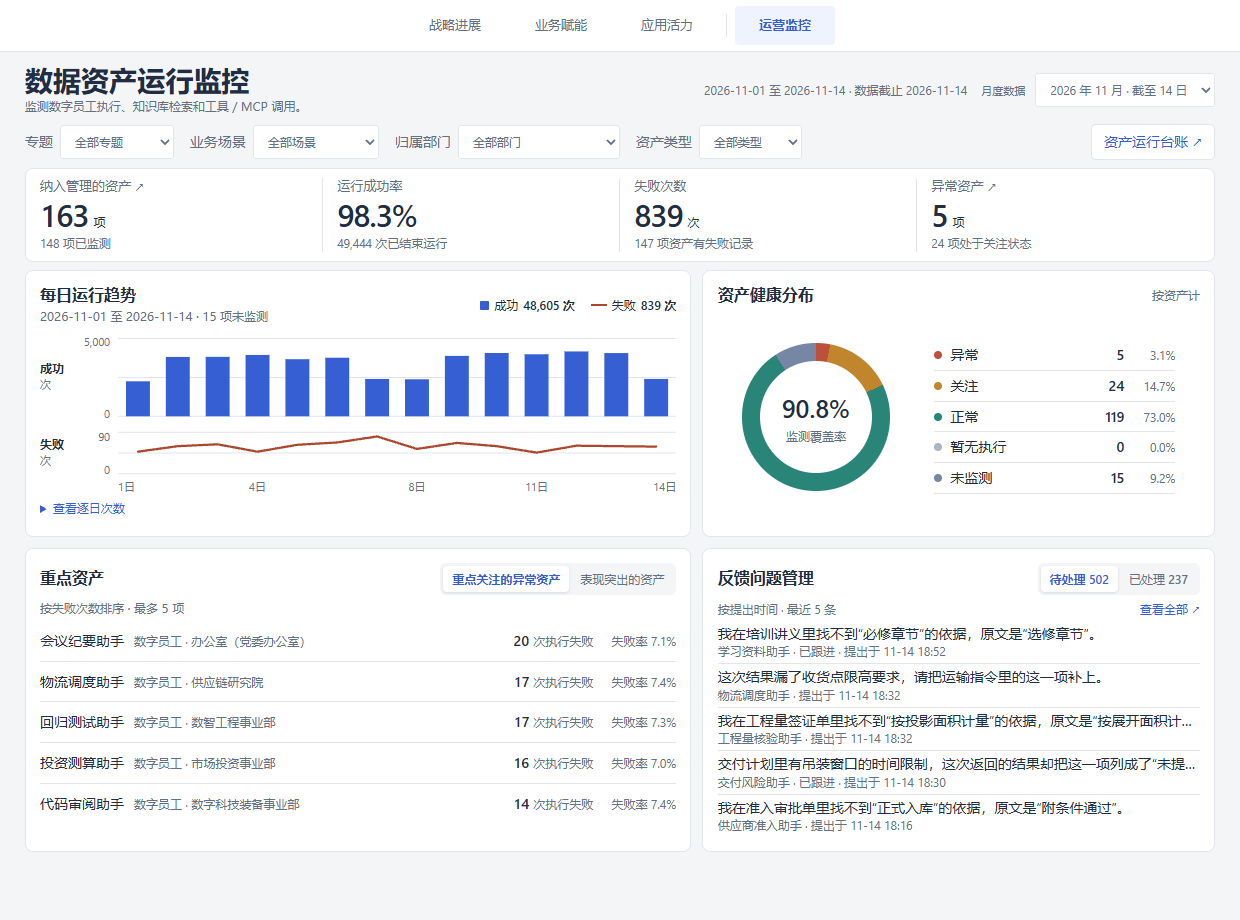 战略进展 业务赋能 应用活力 运营监控
数据资产运行监控
监测数字员工执行、知识库检索和工具 / MCP 调用。
2026-11-01 至 2026-11-14 · 数据截止 2026-11-14 月度数据 2026 年 11 月 · 截至 14 日
专题 全部专题 业务场景 全部场景 归属部门 全部部门 资产类型 全部类型 资产运行台账 ↗
纳入管理的资产 ↗
163 项
148 项已监测
运行成功率
98.3%
49,444 次已结束运行
失败次数
839 次
147 项资产有失败记录
异常资产 ↗
5 项
24 项处于关注状态
每日运行趋势
2026-11-01 至 2026-11-14 · 15 项未监测
成功 48,605 次 失败 839 次
成功
次
5,000
0
失败
次
90
0
1日 4日 8日 11日 14日
查看逐日次数
资产健康分布
按资产计
90.8%
监测覆盖率
异常 5 3.1%
关注 24 14.7%
正常 119 73.0%
暂无执行 0 0.0%
未监测 15 9.2%
重点资产
重点关注的异常资产 表现突出的资产
按失败次数排序 · 最多 5 项
会议纪要助手 数字员工 · 办公室（党委办公室） 20 次执行失败 失败率 7.1%
物流调度助手 数字员工 · 供应链研究院 17 次执行失败 失败率 7.4%
回归测试助手 数字员工 · 数智工程事业部 17 次执行失败 失败率 7.3%
投资测算助手 数字员工 · 市场投资事业部 16 次执行失败 失败率 7.0%
代码审阅助手 数字员工 · 数字科技装备事业部 14 次执行失败 失败率 7.4%
反馈问题管理
待处理 502 已处理 237
按提出时间 · 最近 5 条
查看全部 ↗
我在培训讲义里找不到“必修章节”的依据，原文是“选修章节”。
学习资料助手 · 已跟进 · 提出于 11-14 18:52
这次结果漏了收货点限高要求，请把运输指令里的这一项补上。
物流调度助手 · 提出于 11-14 18:32
我在工程量签证单里找不到“按投影面积计量”的依据，原文是“按展开面积计...
工程量核验助手 · 提出于 11-14 18:32
交付计划里有吊装窗口的时间限制，这次返回的结果却把这一项列成了“未提...
交付风险助手 · 已跟进 · 提出于 11-14 18:30
我在准入审批单里找不到“正式入库”的依据，原文是“附条件通过”。
供应商准入助手 · 提出于 11-14 18:16